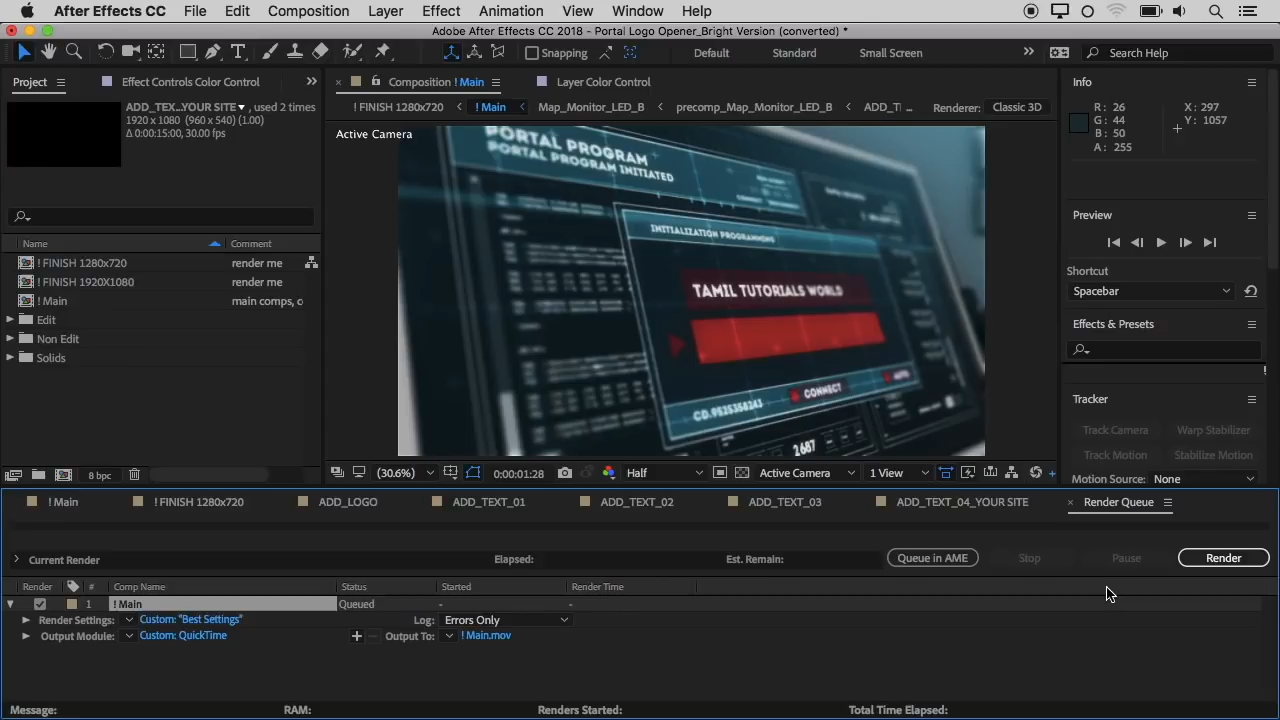 After Effects CC File Edit Composition Layer Effect Animation View Window Help
Adobe After Effects CC 2018 - Portal Logo Opener_Bright Version (converted) *
Snapping Default Standard Small Screen Search Help
Project Effect Controls Color Control Composition ! Main Layer Color Control Info
ADD_TEX...YOUR SITE, used 2 times
1920 x 1080 (960 x 540) (1.00)
Δ 0:00:15:00, 30.00 fps
! FINISH 1280x720 ! Main Map_Monitor_LED_B precomp_Map_Monitor_LED_B ADD_T ... Renderer: Classic 3D
R: 26 X: 297
G: 44 Y: 1057
B: 50
A: 255
Active Camera
PORTAL PROGRAM
PORTAL PROGRAM INITIATED
INITIALIZATION PROGRAMMING
TAMIL TUTORIALS WORLD
CONNECT
AUTO
CD.9525358243
2687
Preview
Shortcut
Spacebar
Effects & Presets
Tracker
Track Camera Warp Stabilizer
Track Motion Stabilize Motion
Motion Source: None
Name Comment
! FINISH 1280x720 render me
! FINISH 1920X1080 render me
! Main main comps, c
Edit
Non Edit
Solids
8 bpc
(30.6%) 0:00:01:28 Half Active Camera 1 View
! Main ! FINISH 1280x720 ADD_LOGO ADD_TEXT_01 ADD_TEXT_02 ADD_TEXT_03 ADD_TEXT_04_YOUR SITE Render Queue
Current Render Elapsed: Est. Remain: Queue in AME Stop Pause Render
Render # Comp Name Status Started Render Time
1 ! Main Queued - -
Render Settings: Custom: "Best Settings" Log: Errors Only
Output Module: Custom: QuickTime Output To: ! Main.mov
Message: RAM: Renders Started: Total Time Elapsed: